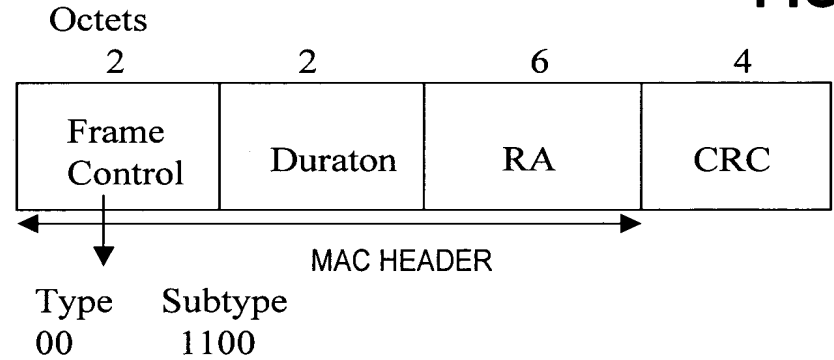 Octets
2 2 6 4
Frame Control Duraton RA CRC
MAC HEADER
Type Subtype
00 1100